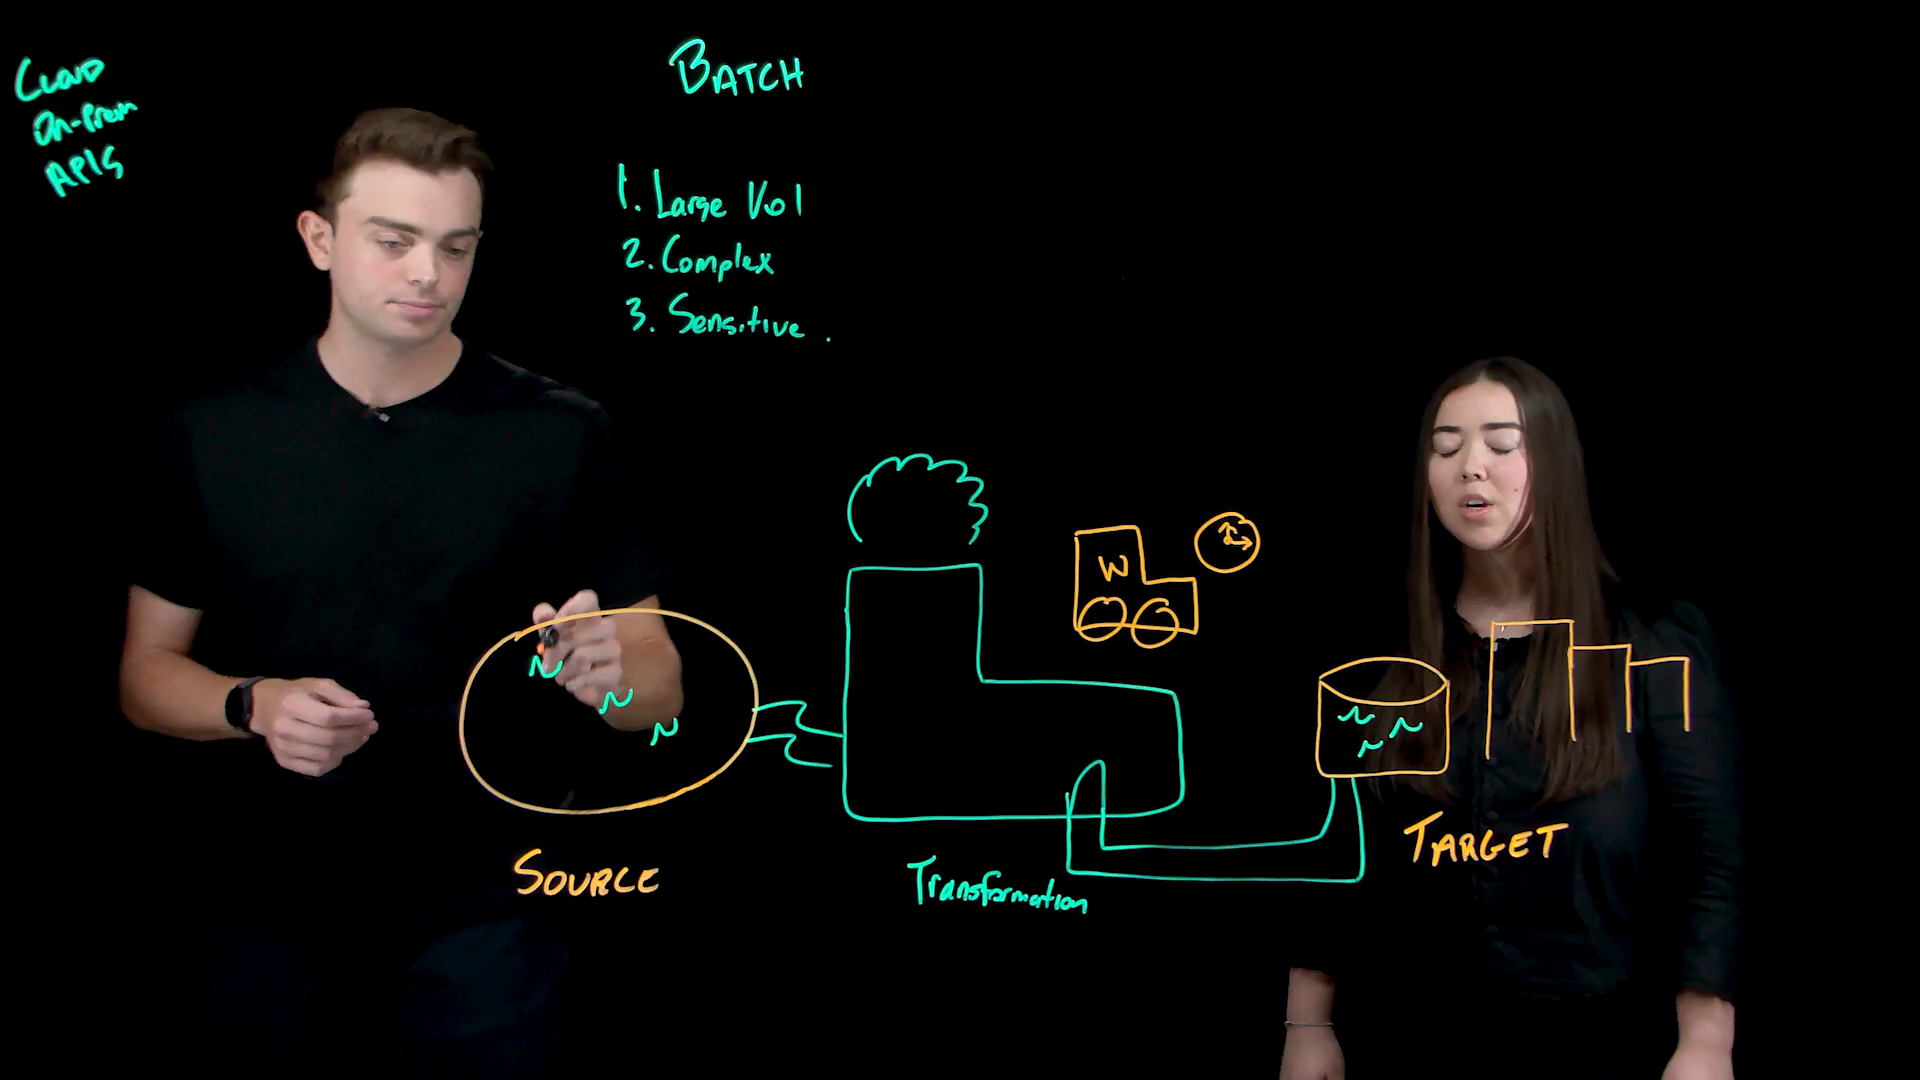 Cloud
On-Prem
APIs
BATCH
1. Large Vol
2. Complex
3. Sensitive.
W
SOURCE
Transformation
TARGET